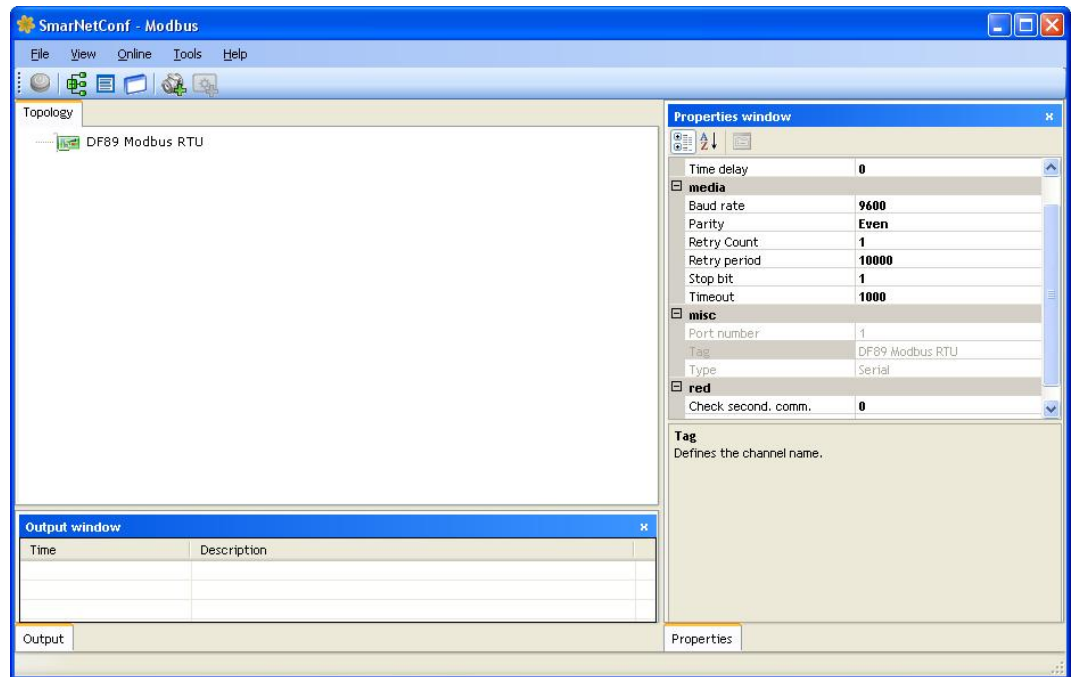 SmarNetConf - Modbus
File View Online Tools Help
Topology
DF89 Modbus RTU
Output window
Time Description
Output
Properties window
Time delay 0
media
Baud rate 9600
Parity Even
Retry Count 1
Retry period 10000
Stop bit 1
Timeout 1000
misc
Port number 1
Tag DF89 Modbus RTU
Type Serial
red
Check second. comm. 0
Tag
Defines the channel name.
Properties